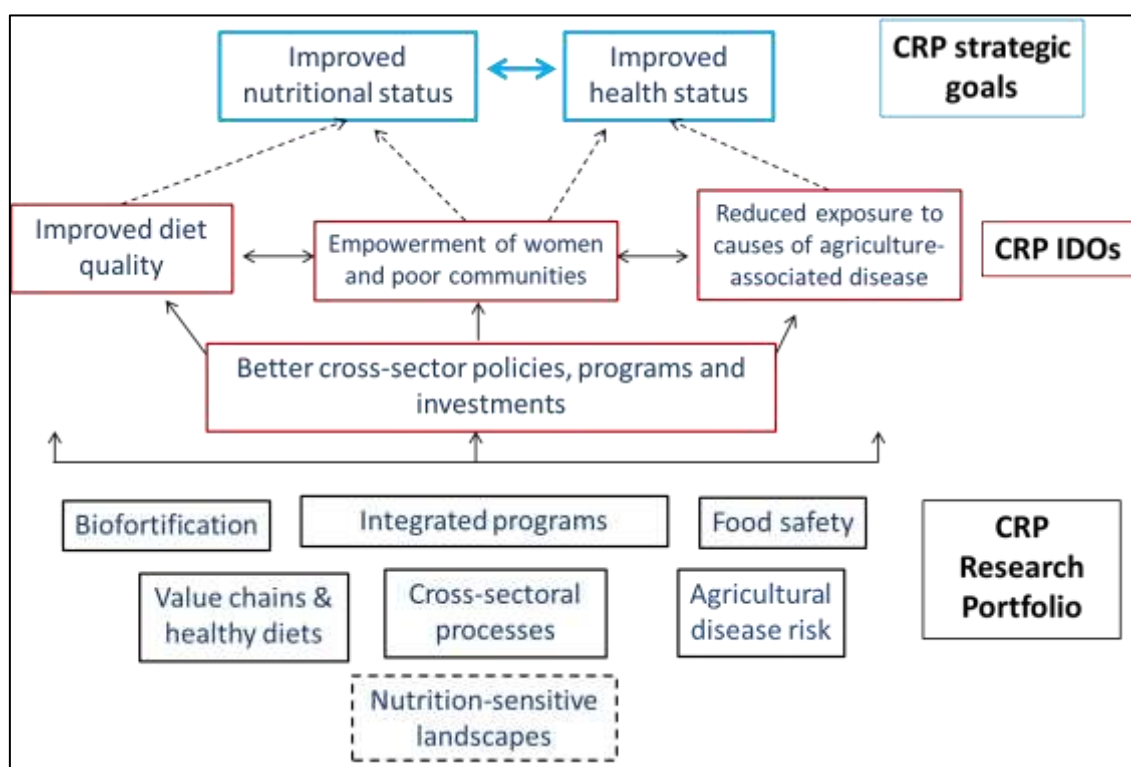 Improved
nutritional status
Improved
health status
CRP strategic
goals
Improved diet
quality
Empowerment of women
and poor communities
Reduced exposure to
causes of agriculture-
associated disease
CRP IDOs
Better cross-sector policies, programs and
investments
Biofortification
Integrated programs
Food safety
CRP
Research
Portfolio
Value chains &
healthy diets
Cross-sectoral
processes
Agricultural
disease risk
Nutrition-sensitive
landscapes